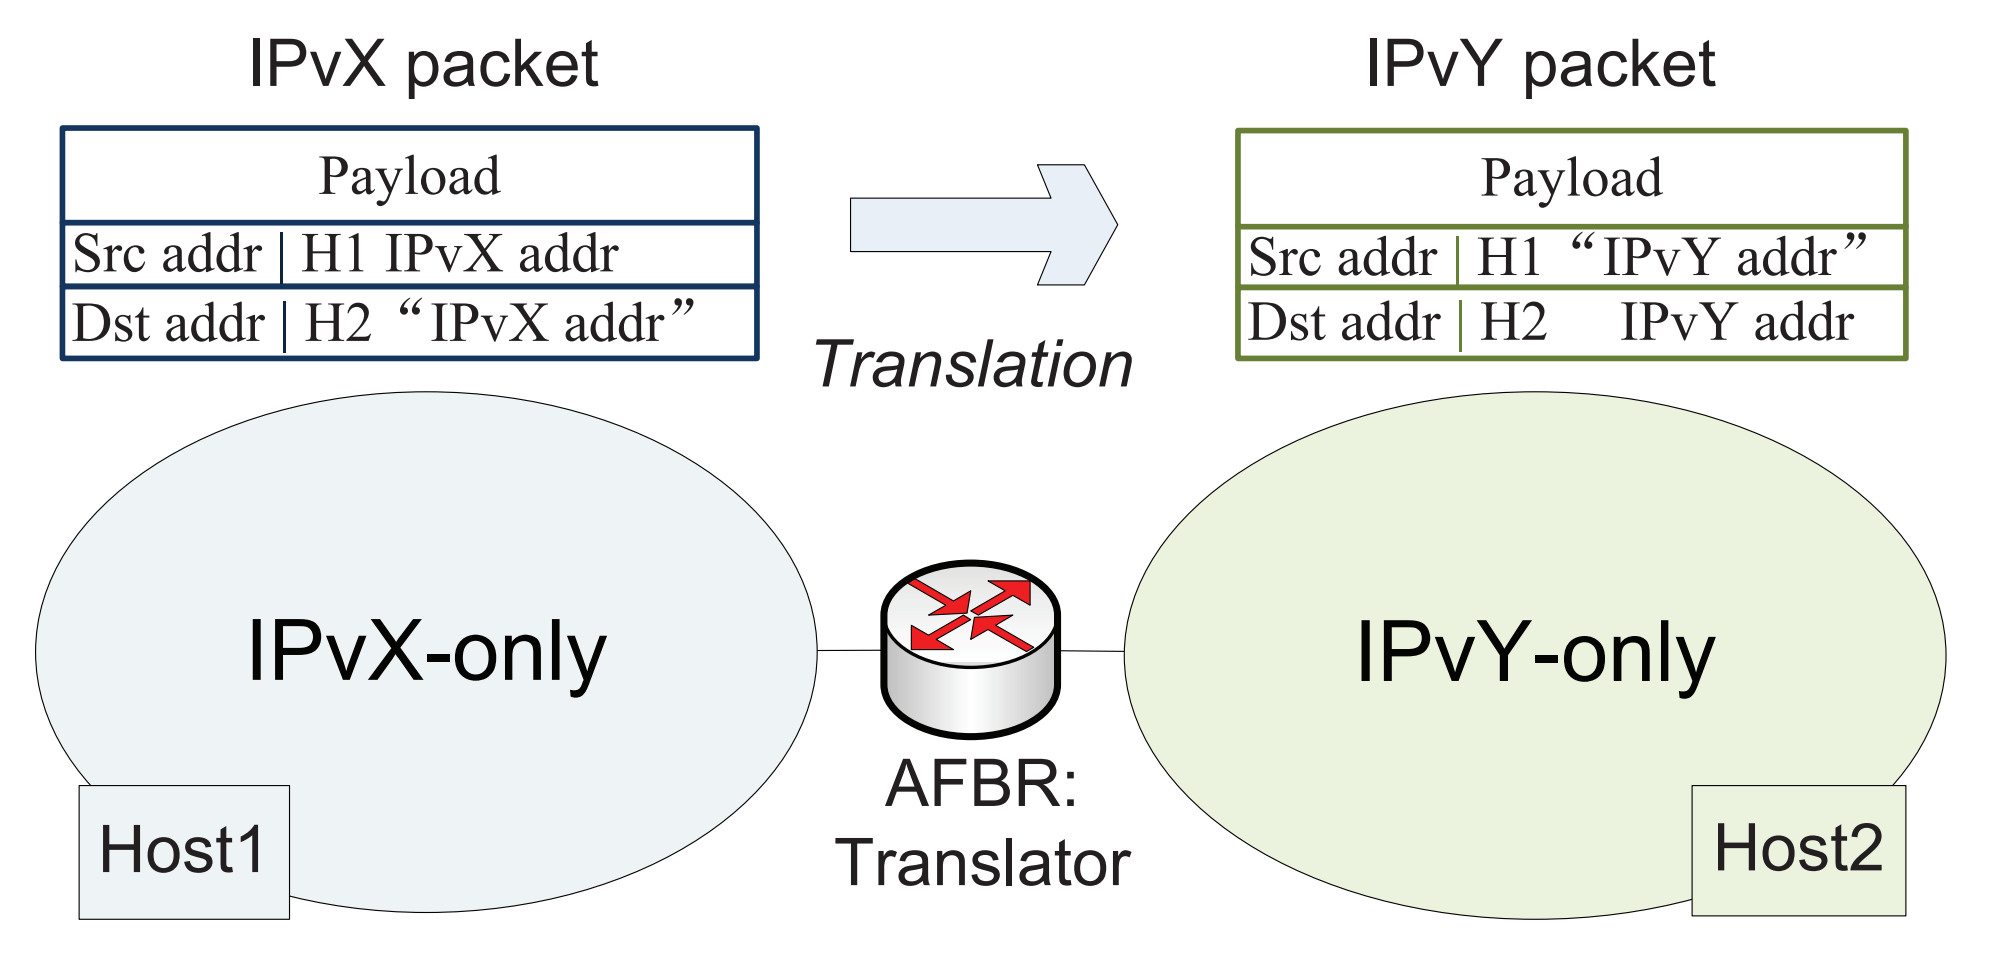 IPvX packet
Payload
Src addr | H1 IPvX addr
Dst addr | H2 “IPvX addr”
Translation
IPvY packet
Payload
Src addr | H1 “IPvY addr”
Dst addr | H2 IPvY addr
IPvX-only
Host1
AFBR:
Translator
IPvY-only
Host2